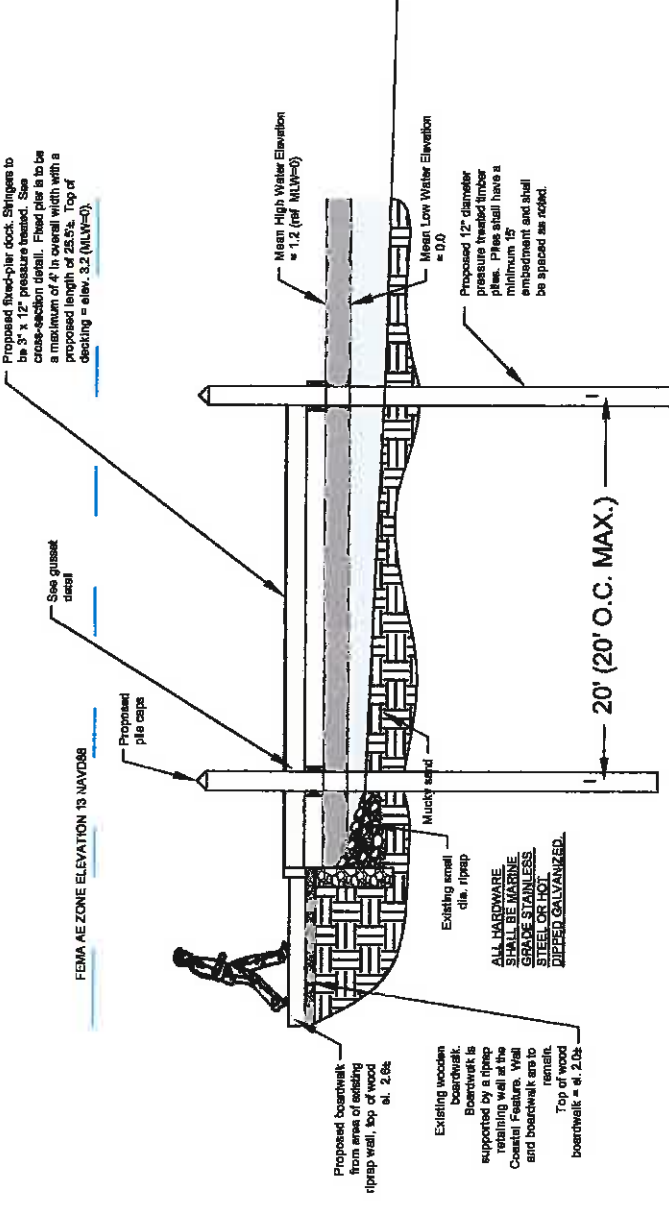 FEMA AE ZONE ELEVATION 13 NAVD88
Proposed
pile caps
See gusset
detail
Proposed fixed-pier dock. Stringers to
be 3" x 12" pressure treated. See
cross-section detail. Fixed pier is to be
a maximum of 4' in overall width with a
proposed length of 25.5'±. Top of
decking = elev. 3.2 (MLW=0).
Mean High Water Elevation
= 1.2 (ref MLW=0)
Mean Low Water Elevation
= 0.0
Proposed 12" diameter
pressure treated timber
piles. Piles shall have a
minimum 15'
embedment and shall
be spaced as noted.
Proposed boardwalk
from area of existing
riprap wall, top of wood
el. 2.6±
Existing wooden
boardwalk.
Boardwalk is
supported by a riprap
retaining wall at the
Coastal Feature. Wall
and boardwalk are to
remain.
Top of wood
boardwalk = el. 2.0±
Existing small
dia. riprap
Mucky sand
ALL HARDWARE
SHALL BE MARINE
GRADE STAINLESS
STEEL OR HOT
DIPPED GALVANIZED.
20' (20' O.C. MAX.)